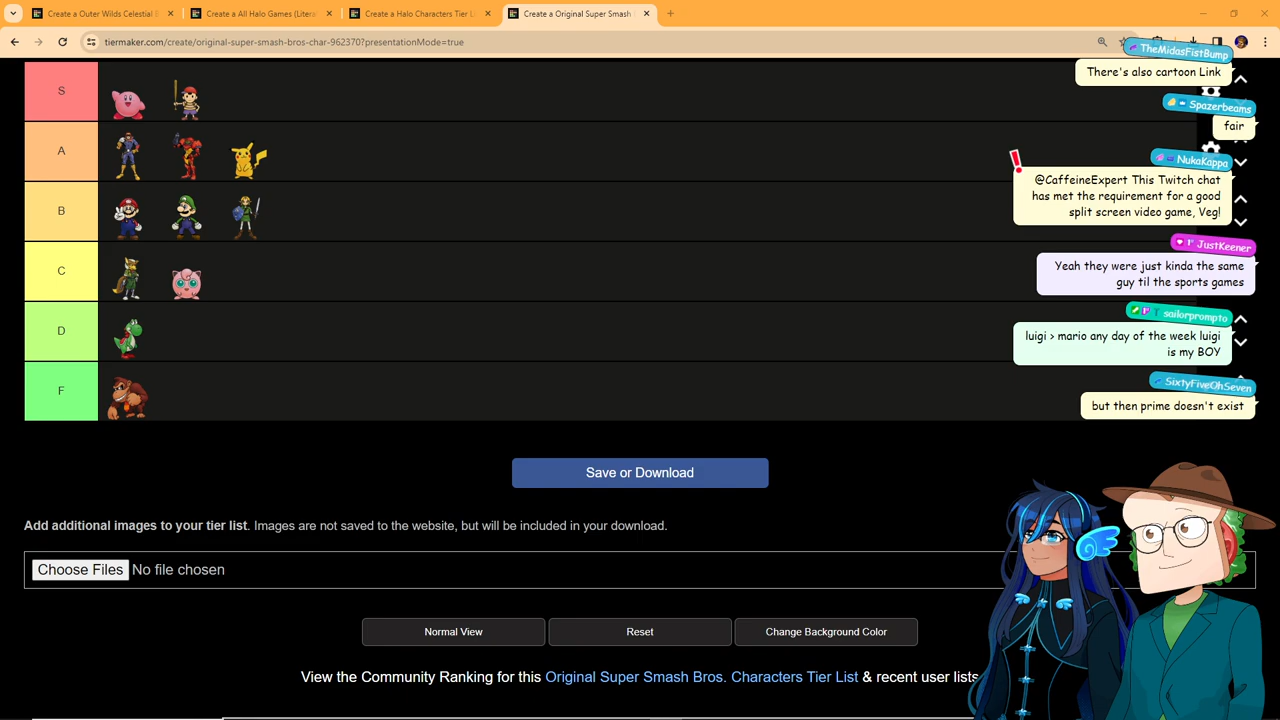 Create a Outer Wilds Celestial B
Create a All Halo Games (Litera
Create a Halo Characters Tier L
Create a Original Super Smash
tiermaker.com/create/original-super-smash-bros-char-962370?presentationMode=true
S
A
B
C
D
F
TheMidasFistBump
There's also cartoon Link
Spazerbeams
fair
NukaKappa
@CaffeineExpert This Twitch chat
has met the requirement for a good
split screen video game, Veg!
JustKeener
Yeah they were just kinda the same
guy til the sports games
sailorprompto
luigi > mario any day of the week luigi
is my BOY
SixtyFiveOhSeven
but then prime doesn't exist
Save or Download
Add additional images to your tier list. Images are not saved to the website, but will be included in your download.
Choose Files No file chosen
Normal View
Reset
Change Background Color
View the Community Ranking for this Original Super Smash Bros. Characters Tier List & recent user lists